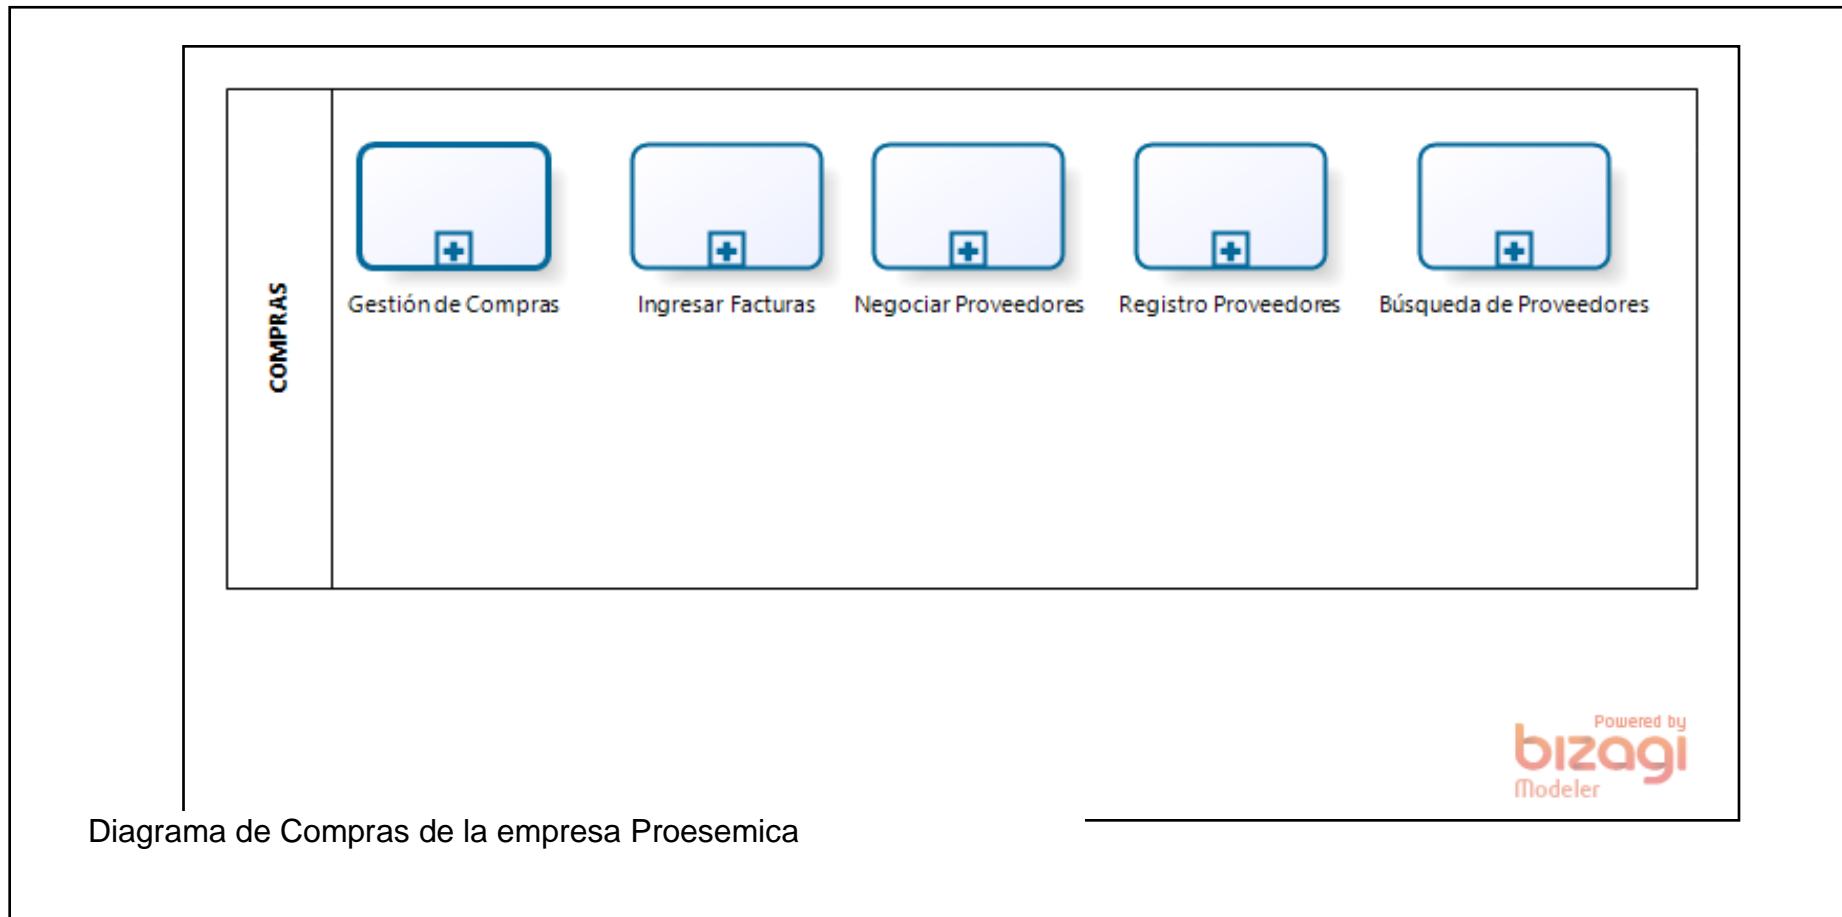 COMPRAS
Gestión de Compras
Ingresar Facturas
Negociar Proveedores
Registro Proveedores
Búsqueda de Proveedores
Powered by
bizagi
Modeler
Diagrama de Compras de la empresa Proesemica